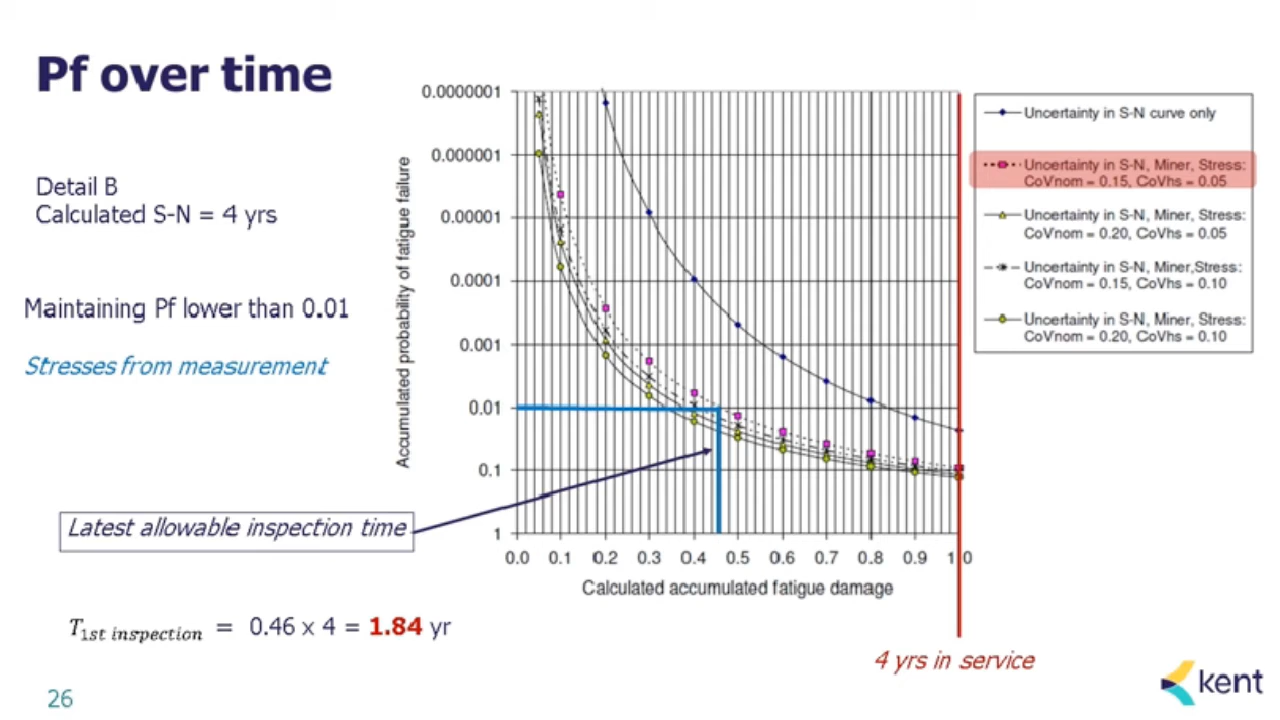 Pf over time
Detail B
Calculated S-N = 4 yrs
Maintaining Pf lower than 0.01
Stresses from measurement
Latest allowable inspection time
T1st inspection = 0.46 x 4 = 1.84 yr
26
Accumulated probability of fatigue failure
0.0000001
0.000001
0.00001
0.0001
0.001
0.01
0.1
1
0.0 0.1 0.2 0.3 0.4 0.5 0.6 0.7 0.8 0.9 1.0
Calculated accumulated fatigue damage
4 yrs in service
Uncertainty in S-N curve only
Uncertainty in S-N, Miner, Stress:
CoVnom = 0.15, CoVhs = 0.05
Uncertainty in S-N, Miner, Stress:
CoVnom = 0.20, CoVhs = 0.05
Uncertainty in S-N, Miner,Stress:
CoVnom = 0.15, CoVhs = 0.10
Uncertainty in S-N, Miner, Stress:
CoVnom = 0.20, CoVhs = 0.10
kent